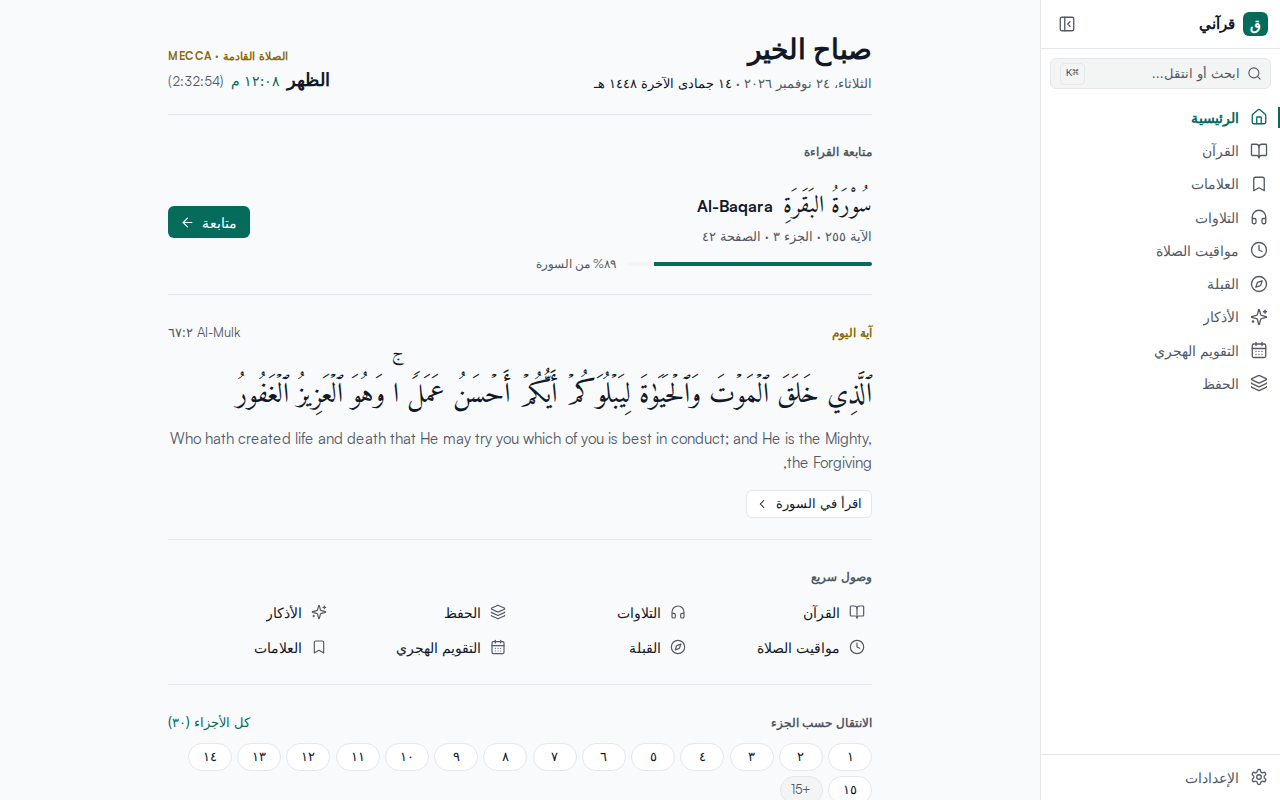 قرآني
ابحث أو انتقل...
⌘K
الرئيسية
القرآن
العلامات
التلاوات
مواقيت الصلاة
القبلة
الأذكار
التقويم الهجري
الحفظ
الإعدادات
صباح الخير
الثلاثاء، ٢٤ نوفمبر ٢٠٢٦ • ١٤ جمادى الآخرة ١٤٤٨ هـ
الصلاة القادمة • MECCA
الظهر ١٢:٠٨ م (2:32:54)
متابعة القراءة
سُورَةُ البَقَرَةِ Al-Baqara
الآية ٢٥٥ • الجزء ٣ • الصفحة ٤٢
٨٩% من السورة
متابعة
آية اليوم
Al-Mulk ٦٧:٢
ٱلَّذِي خَلَقَ ٱلۡمَوۡتَ وَٱلۡحَيَوٰةَ لِيَبۡلُوَكُمۡ أَيُّكُمۡ أَحۡسَنُ عَمَلٗاۚ وَهُوَ ٱلۡعَزِيزُ ٱلۡغَفُورُ
Who hath created life and death that He may try you which of you is best in conduct; and He is the Mighty,
the Forgiving,
اقرأ في السورة
وصول سريع
القرآن
التلاوات
الحفظ
الأذكار
مواقيت الصلاة
القبلة
التقويم الهجري
العلامات
الانتقال حسب الجزء
كل الأجزاء (٣٠)
١ ٢ ٣ ٤ ٥ ٦ ٧ ٨ ٩ ١٠ ١١ ١٢ ١٣ ١٤
١٥ 15+